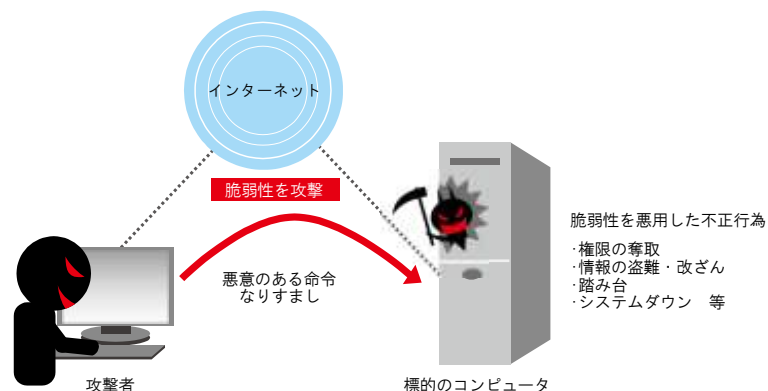 インターネット
脆弱性を攻撃
悪意のある命令
なりすまし
脆弱性を悪用した不正行為
·権限の奪取
·情報の盗難・改ざん
·踏み台
·システムダウン　等
攻撃者
標的のコンピュータ